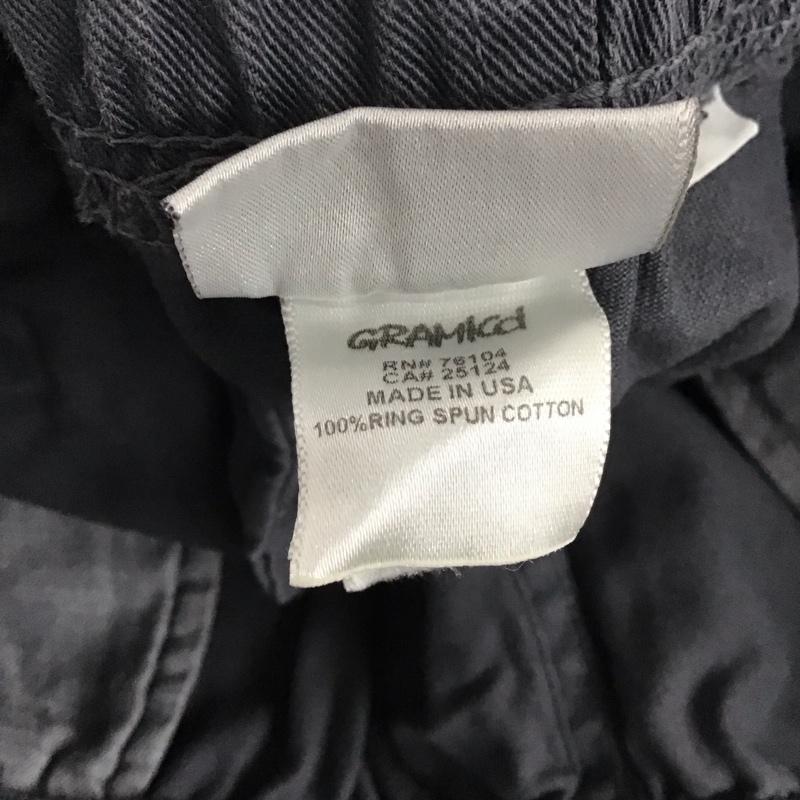 GRAMICCI
RN# 76104
CA# 25124
MADE IN USA
100%RING SPUN COTTON